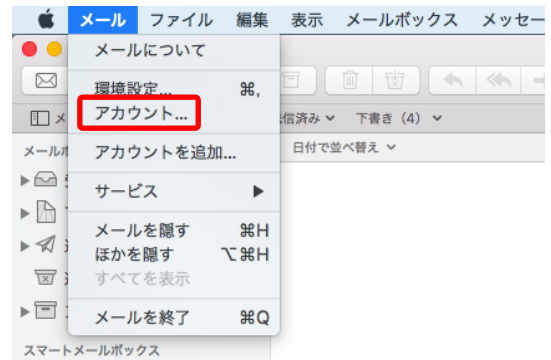 メール ファイル 編集 表示 メールボックス メッセー
メールについて
環境設定... ⌘,
アカウント...
信済み 下書き (4)
アカウントを追加...
日付で並べ替え
サービス
メールを隠す ⌘H
ほかを隠す ⌥⌘H
すべてを表示
メールを終了 ⌘Q
スマートメールボックス